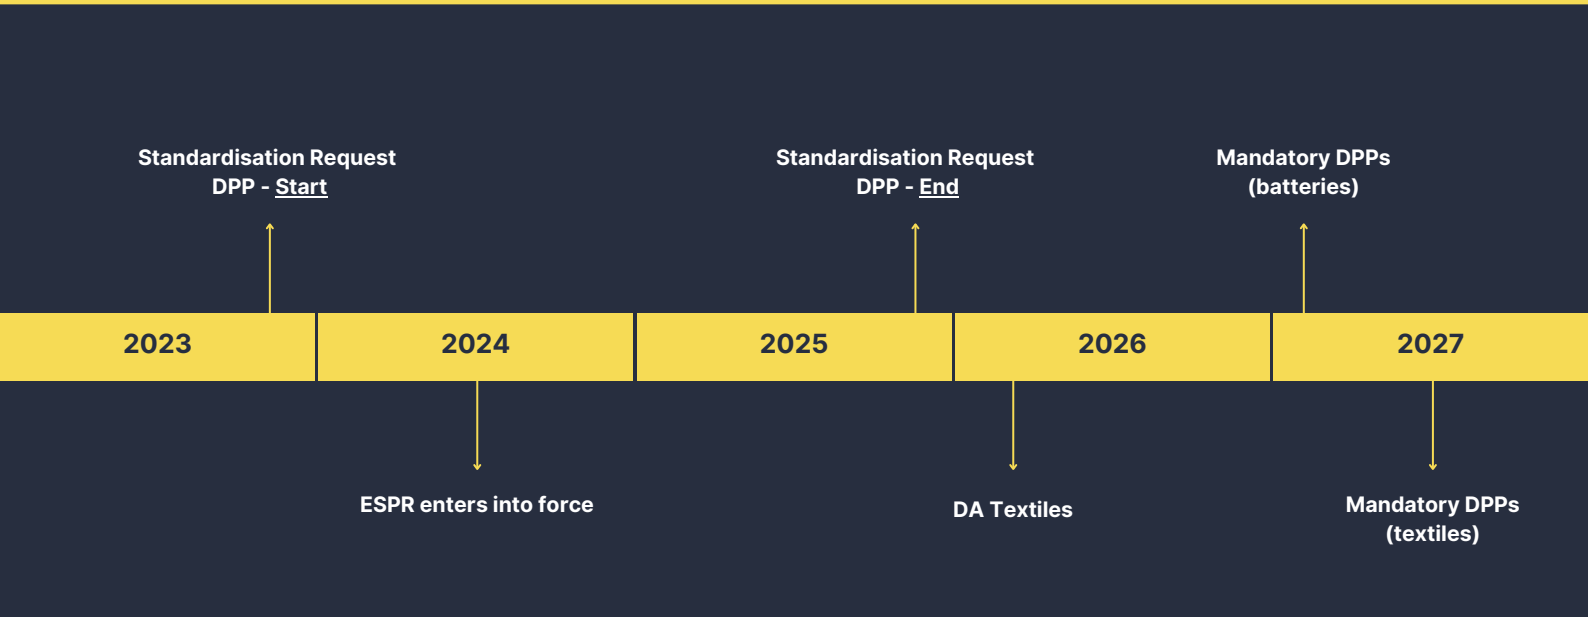 Standardisation Request
DPP - Start
Standardisation Request
DPP - End
Mandatory DPPs
(batteries)
2023
2024
2025
2026
2027
ESPR enters into force
DA Textiles
Mandatory DPPs
(textiles)